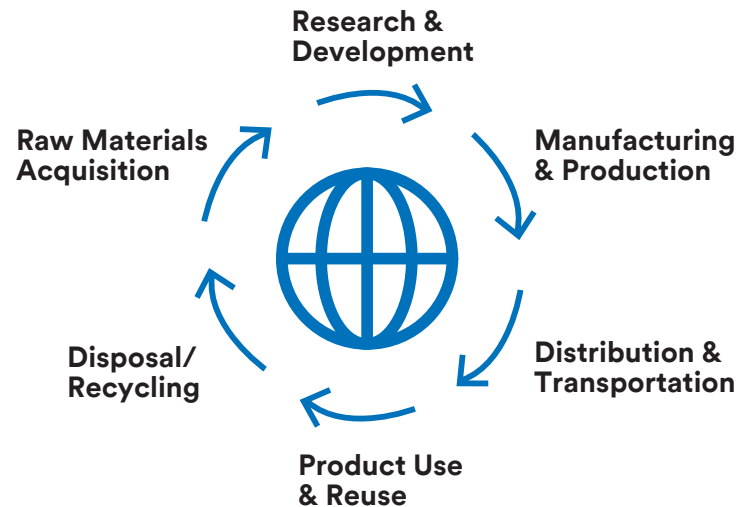 Research &
Development
Manufacturing
& Production
Distribution &
Transportation
Product Use
& Reuse
Disposal/
Recycling
Raw Materials
Acquisition